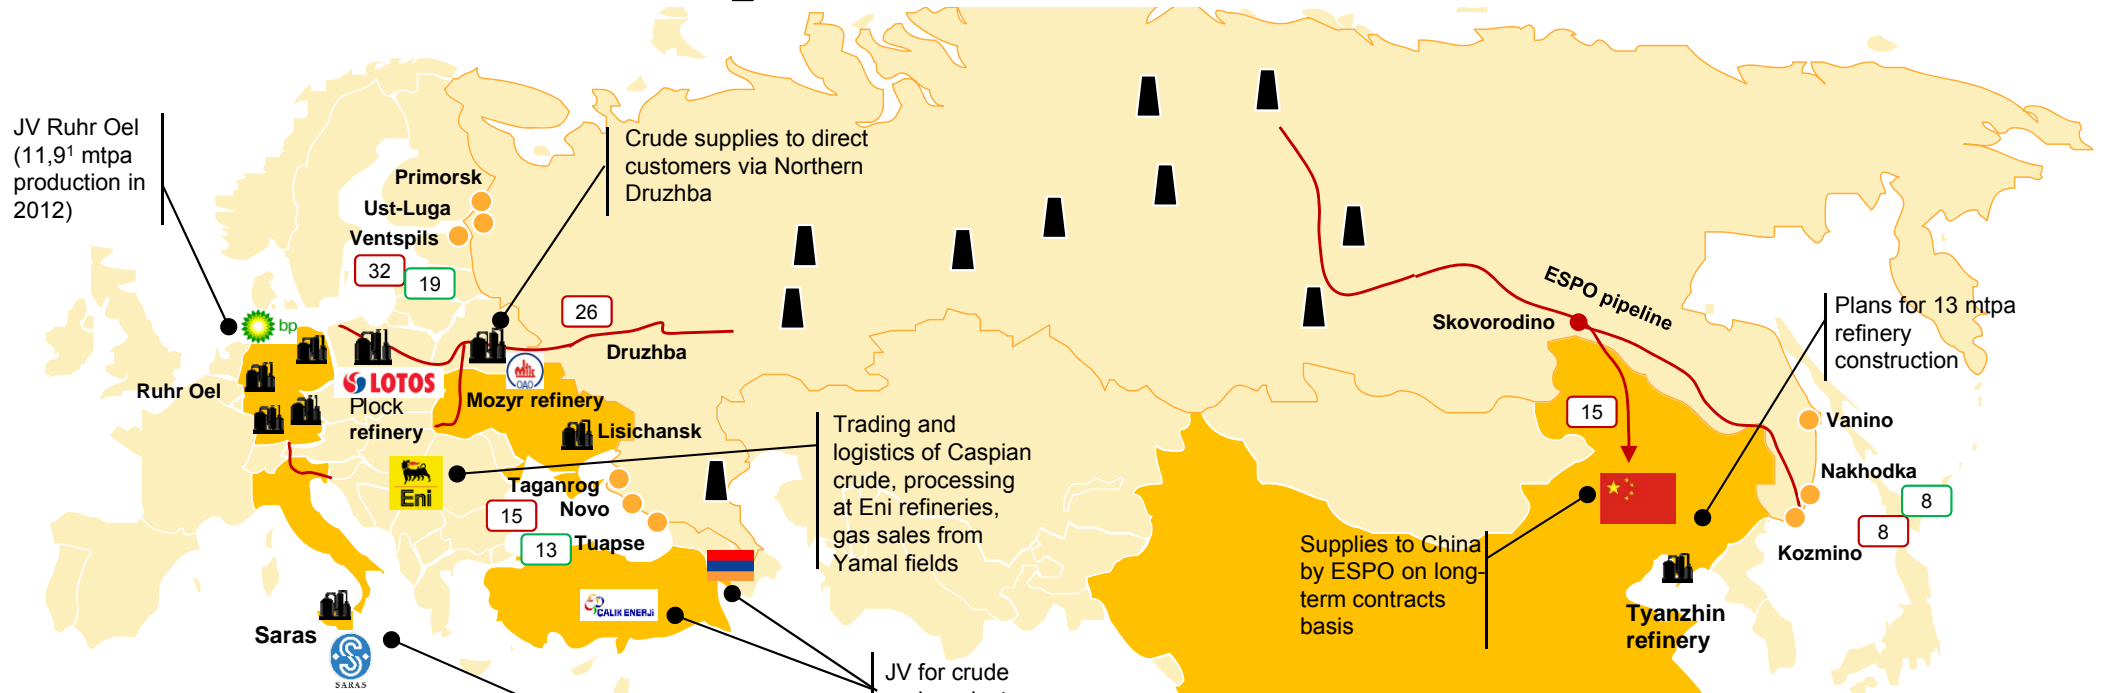 JV Ruhr Oel
(11,9¹ mtpa
production in
2012)
Crude supplies to direct
customers via Northern
Druzhba
Primorsk
Ust-Luga
Ventspils
32
19
26
Druzhba
bp
Ruhr Oel
LOTOS
Plock
refinery
ОАО
Mozyr refinery
Lisichansk
Eni
Taganrog
Novo
15
13
Tuapse
Trading and
logistics of Caspian
crude, processing
at Eni refineries,
gas sales from
Yamal fields
ÇALIK ENERJi
Saras
SARAS
JV for crude
ESPO pipeline
Skovorodino
15
Plans for 13 mtpa
refinery
construction
Vanino
Nakhodka
8
8
Kozmino
Supplies to China
by ESPO on long-
term contracts
basis
Tyanzhin
refinery